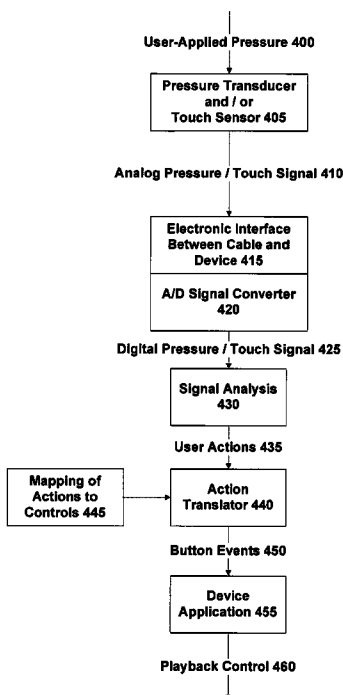 User-Applied Pressure 400
Pressure Transducer
and / or
Touch Sensor 405
Analog Pressure / Touch Signal 410
Electronic Interface
Between Cable and
Device 415
A/D Signal Converter
420
Digital Pressure / Touch Signal 425
Signal Analysis
430
User Actions 435
Mapping of
Actions to
Controls 445
Action
Translator 440
Button Events 450
Device
Application 455
Playback Control 460